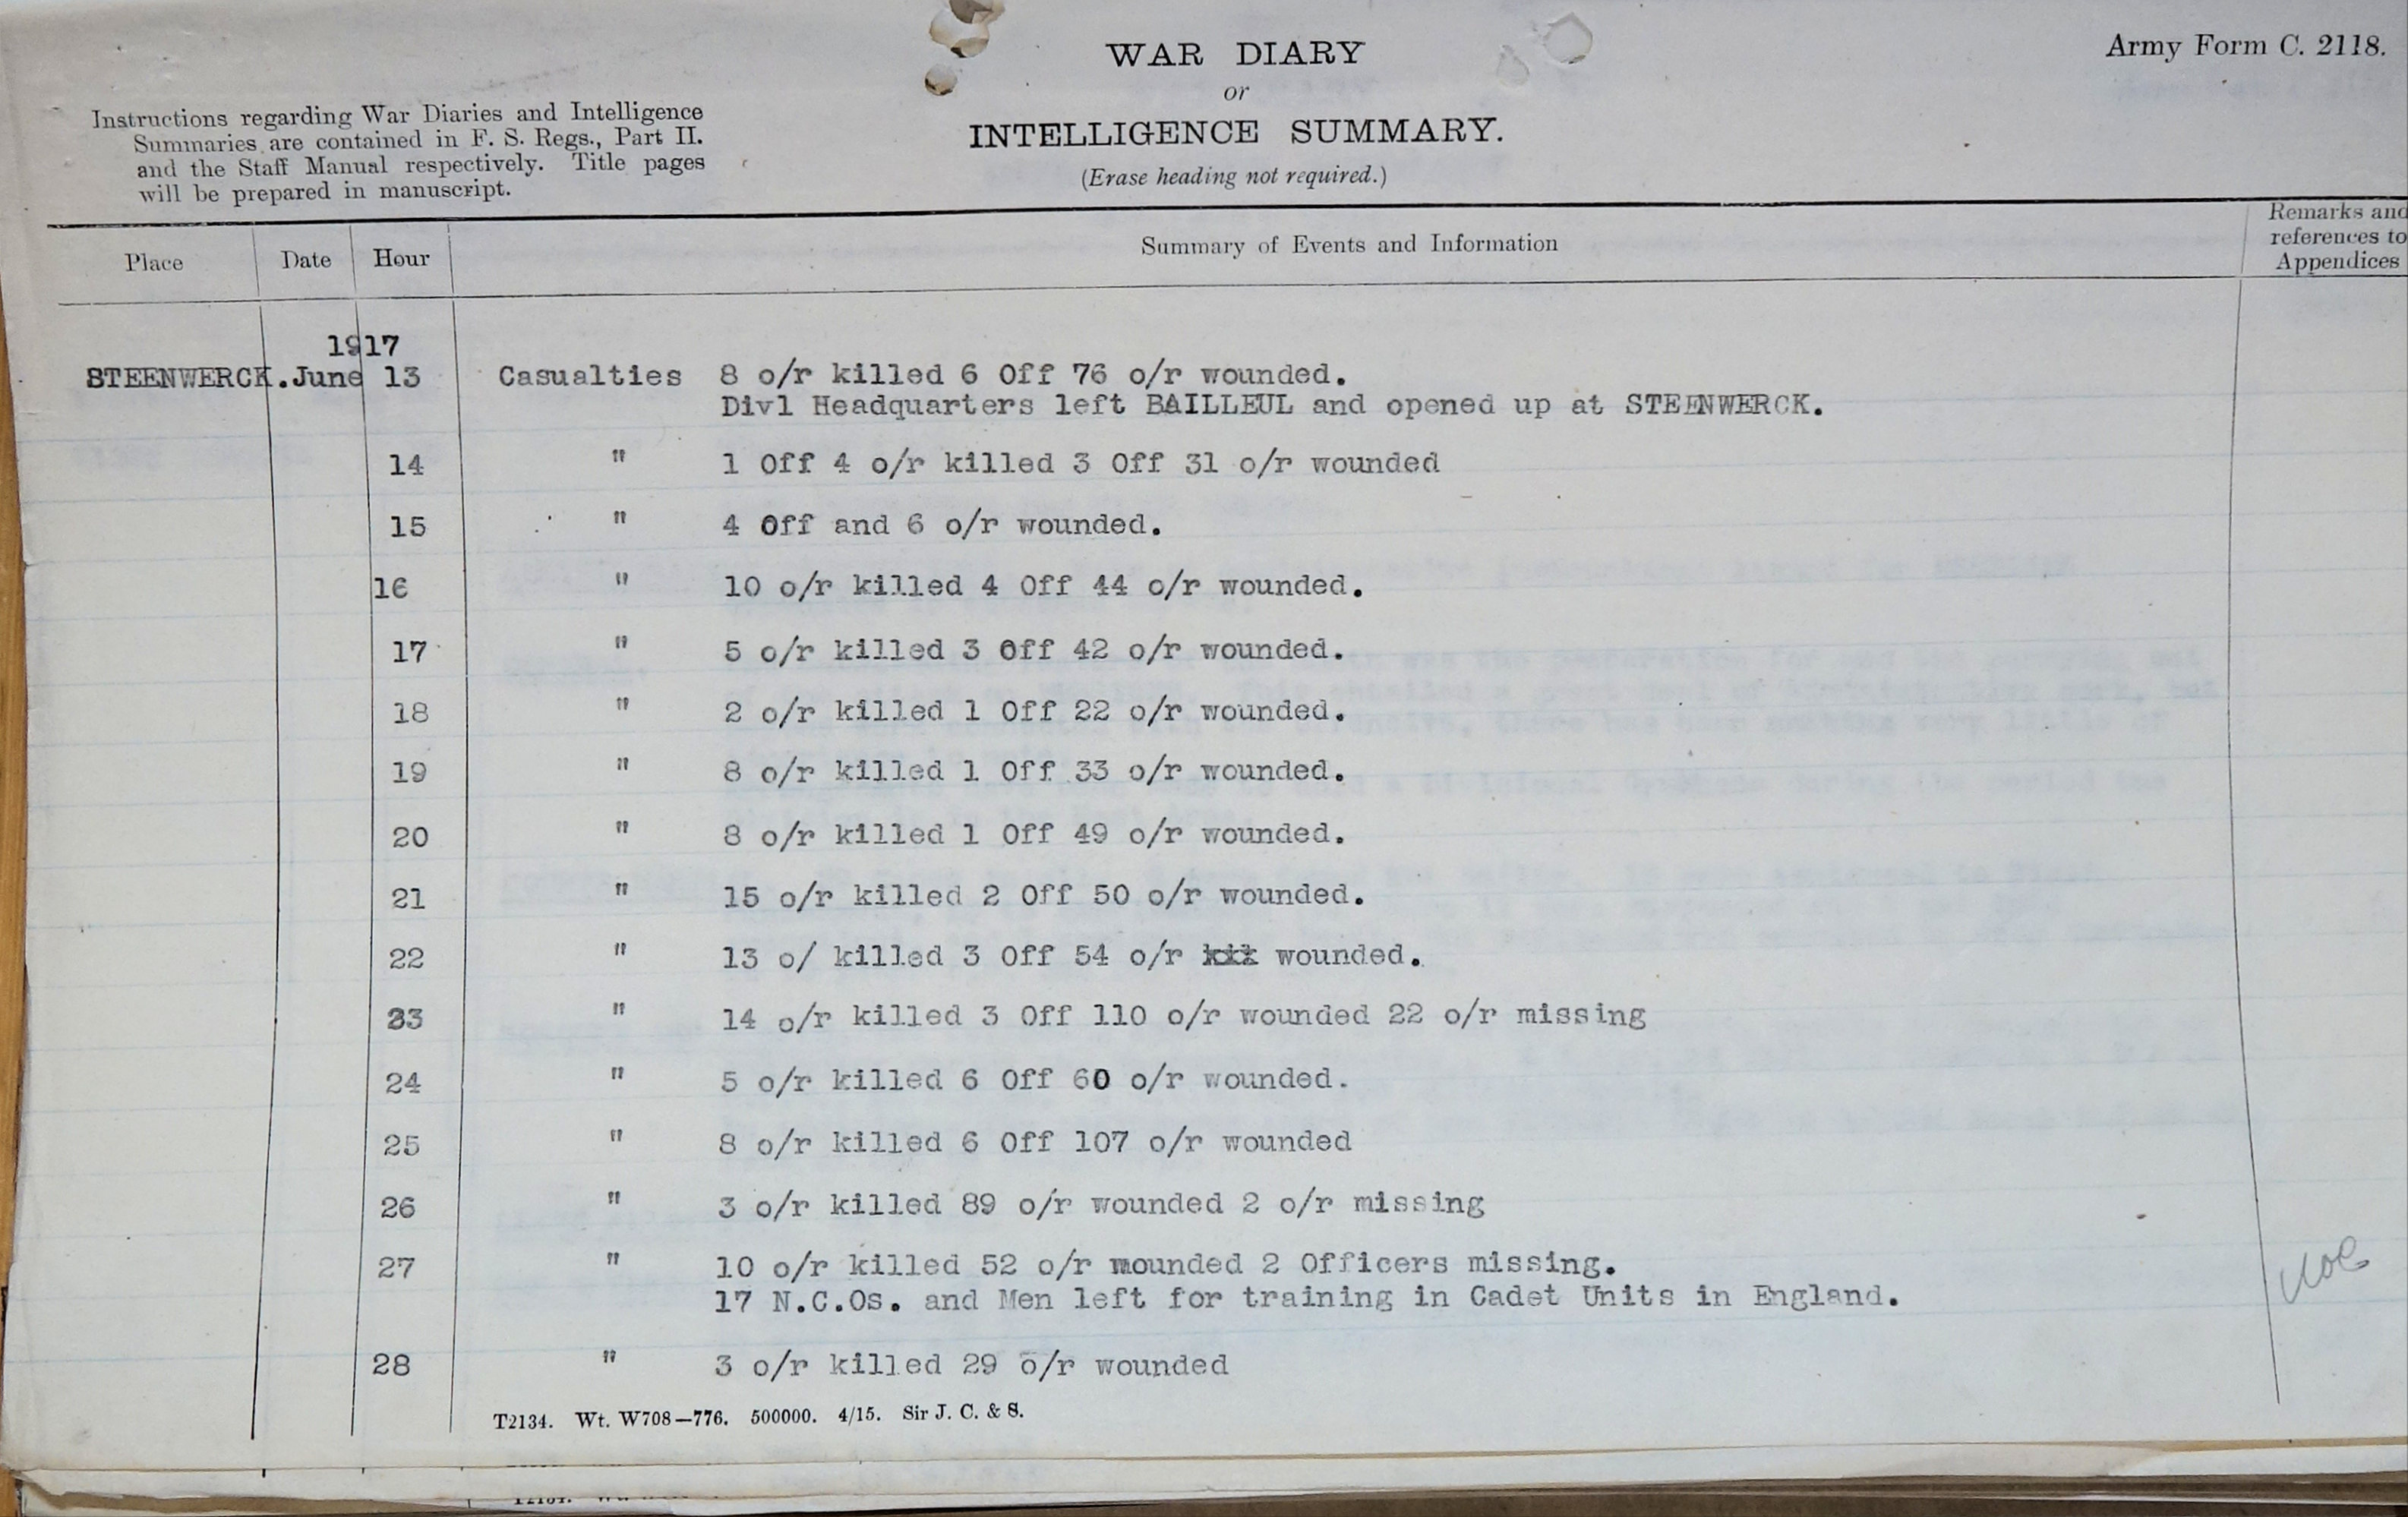 Army Form C. 2118.
WAR DIARY
or
INTELLIGENCE SUMMARY.
(Erase heading not required.)
Instructions regarding War Diaries and Intelligence
Summaries are contained in F. S. Regs., Part II.
and the Staff Manual respectively. Title pages
will be prepared in manuscript.
Place Date Hour Summary of Events and Information Remarks and references to Appendices
1917
STEENWERCK. June 13 Casualties 8 o/r killed 6 Off 76 o/r wounded.
Divl Headquarters left BAILLEUL and opened up at STEENWERCK.
14 " 1 Off 4 o/r killed 3 Off 31 o/r wounded
15 " 4 Off and 6 o/r wounded.
16 " 10 o/r killed 4 Off 44 o/r wounded.
17 " 5 o/r killed 3 Off 42 o/r wounded.
18 " 2 o/r killed 1 Off 22 o/r wounded.
19 " 8 o/r killed 1 Off 33 o/r wounded.
20 " 8 o/r killed 1 Off 49 o/r wounded.
21 " 15 o/r killed 2 Off 50 o/r wounded.
22 " 13 o/ killed 3 Off 54 o/r wounded.
23 " 14 o/r killed 3 Off 110 o/r wounded 22 o/r missing
24 " 5 o/r killed 6 Off 60 o/r wounded.
25 " 8 o/r killed 6 Off 107 o/r wounded
26 " 3 o/r killed 89 o/r wounded 2 o/r missing
27 " 10 o/r killed 52 o/r mounded 2 Officers missing.
17 N.C.Os. and Men left for training in Cadet Units in England.
28 " 3 o/r killed 29 o/r wounded
T2134. Wt. W708—776. 500000. 4/15. Sir J. C. & S.